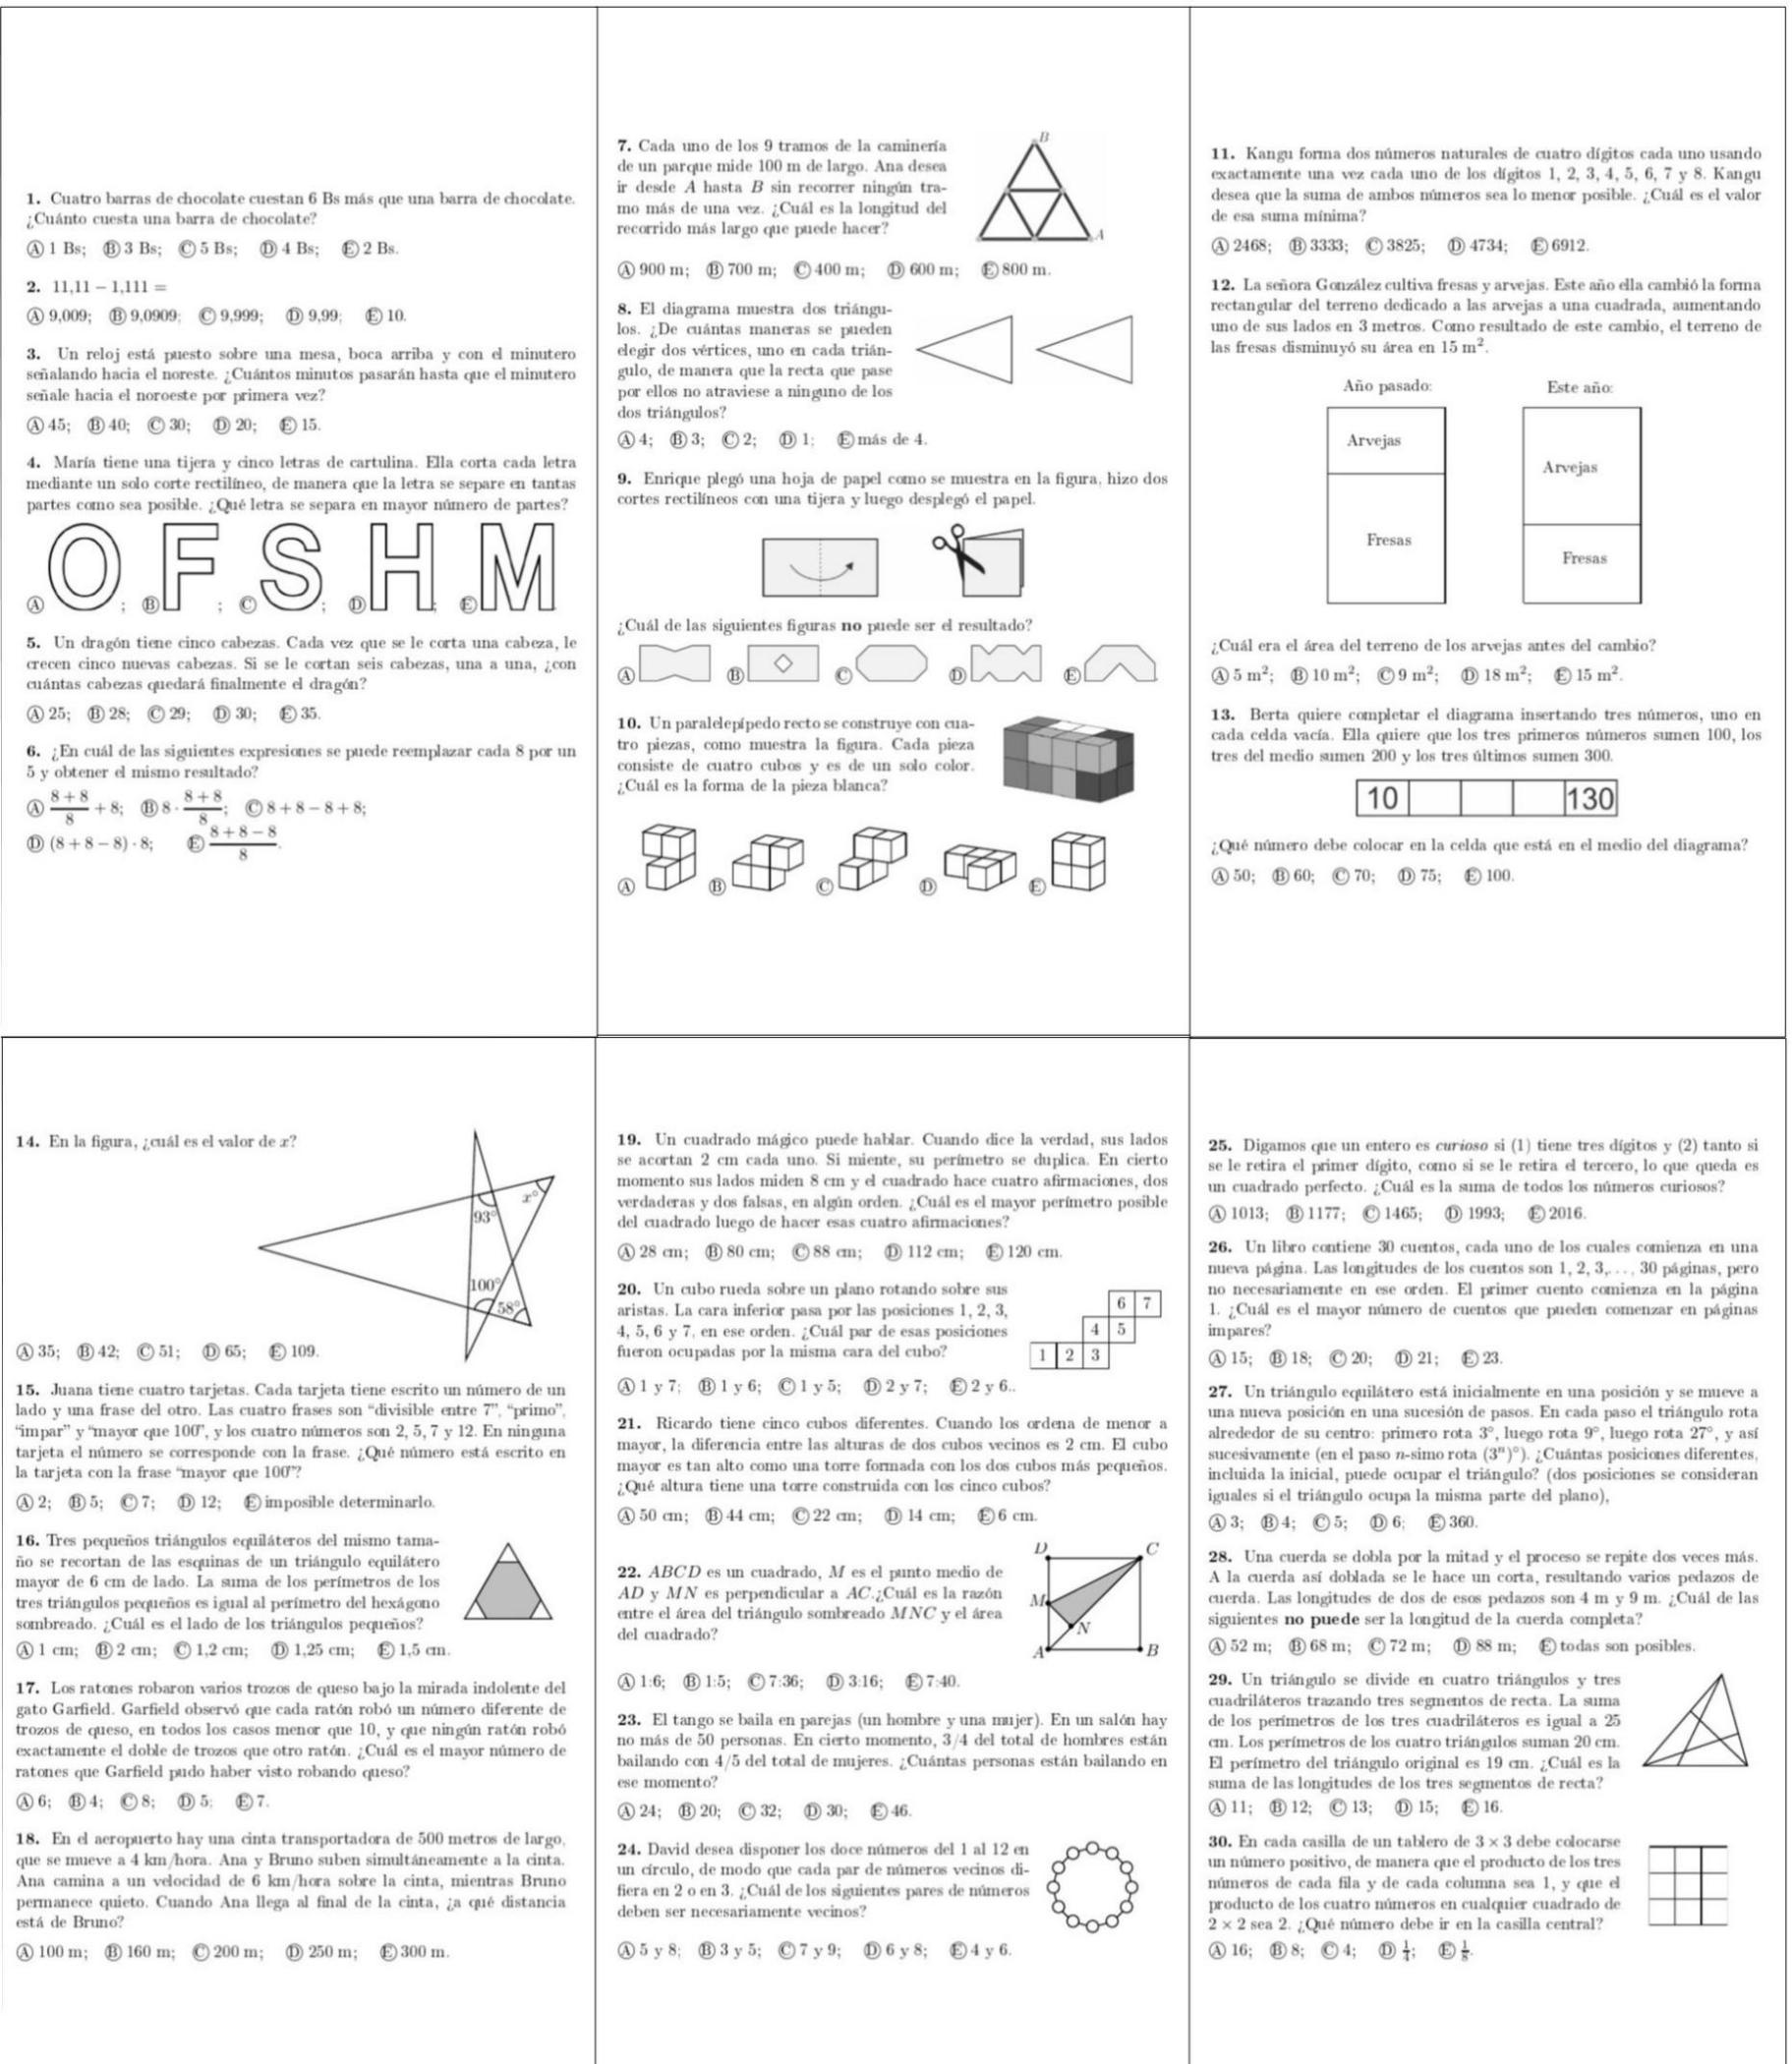 1. Cuatro barras de chocolate cuestan 6 Bs más que una barra de chocolate.
¿Cuánto cuesta una barra de chocolate?
Ⓐ 1 Bs; Ⓑ 3 Bs; Ⓒ 5 Bs; Ⓓ 4 Bs; Ⓔ 2 Bs.
2. 11,11 − 1,111 =
Ⓐ 9,009; Ⓑ 9,0909; Ⓒ 9,999; Ⓓ 9,99; Ⓔ 10.
3. Un reloj está puesto sobre una mesa, boca arriba y con el minutero
señalando hacia el noreste. ¿Cuántos minutos pasarán hasta que el minutero
señale hacia el noroeste por primera vez?
Ⓐ 45; Ⓑ 40; Ⓒ 30; Ⓓ 20; Ⓔ 15.
4. María tiene una tijera y cinco letras de cartulina. Ella corta cada letra
mediante un solo corte rectilíneo, de manera que la letra se separe en tantas
partes como sea posible. ¿Qué letra se separa en mayor número de partes?
Ⓐ O; Ⓑ F; Ⓒ S; Ⓓ H; Ⓔ M
5. Un dragón tiene cinco cabezas. Cada vez que se le corta una cabeza, le
crecen cinco nuevas cabezas. Si se le cortan seis cabezas, una a una, ¿con
cuántas cabezas quedará finalmente el dragón?
Ⓐ 25; Ⓑ 28; Ⓒ 29; Ⓓ 30; Ⓔ 35.
6. ¿En cuál de las siguientes expresiones se puede reemplazar cada 8 por un
5 y obtener el mismo resultado?
Ⓐ (8 + 8)/8 + 8; Ⓑ 8 · (8 + 8)/8; Ⓒ 8 + 8 − 8 + 8;
Ⓓ (8 + 8 − 8) · 8; Ⓔ (8 + 8 − 8)/8.
7. Cada uno de los 9 tramos de la caminería
de un parque mide 100 m de largo. Ana desea
ir desde A hasta B sin recorrer ningún tra-
mo más de una vez. ¿Cuál es la longitud del
recorrido más largo que puede hacer?
B
A
Ⓐ 900 m; Ⓑ 700 m; Ⓒ 400 m; Ⓓ 600 m; Ⓔ 800 m.
8. El diagrama muestra dos triángu-
los. ¿De cuántas maneras se pueden
elegir dos vértices, uno en cada trián-
gulo, de manera que la recta que pase
por ellos no atraviese a ninguno de los
dos triángulos?
Ⓐ 4; Ⓑ 3; Ⓒ 2; Ⓓ 1; Ⓔ más de 4.
9. Enrique plegó una hoja de papel como se muestra en la figura, hizo dos
cortes rectilíneos con una tijera y luego desplegó el papel.
¿Cuál de las siguientes figuras no puede ser el resultado?
Ⓐ Ⓑ Ⓒ Ⓓ Ⓔ
10. Un paralelepípedo recto se construye con cua-
tro piezas, como muestra la figura. Cada pieza
consiste de cuatro cubos y es de un solo color.
¿Cuál es la forma de la pieza blanca?
Ⓐ Ⓑ Ⓒ Ⓓ Ⓔ
11. Kangu forma dos números naturales de cuatro dígitos cada uno usando
exactamente una vez cada uno de los dígitos 1, 2, 3, 4, 5, 6, 7 y 8. Kangu
desea que la suma de ambos números sea lo menor posible. ¿Cuál es el valor
de esa suma mínima?
Ⓐ 2468; Ⓑ 3333; Ⓒ 3825; Ⓓ 4734; Ⓔ 6912.
12. La señora González cultiva fresas y arvejas. Este año ella cambió la forma
rectangular del terreno dedicado a las arvejas a una cuadrada, aumentando
uno de sus lados en 3 metros. Como resultado de este cambio, el terreno de
las fresas disminuyó su área en 15 m².
Año pasado: Este año:
Arvejas
Arvejas
Fresas
Fresas
¿Cuál era el área del terreno de los arvejas antes del cambio?
Ⓐ 5 m²; Ⓑ 10 m²; Ⓒ 9 m²; Ⓓ 18 m²; Ⓔ 15 m².
13. Berta quiere completar el diagrama insertando tres números, uno en
cada celda vacía. Ella quiere que los tres primeros números sumen 100, los
tres del medio sumen 200 y los tres últimos sumen 300.
10 130
¿Qué número debe colocar en la celda que está en el medio del diagrama?
Ⓐ 50; Ⓑ 60; Ⓒ 70; Ⓓ 75; Ⓔ 100.
14. En la figura, ¿cuál es el valor de x?
x°
93°
100°
58°
Ⓐ 35; Ⓑ 42; Ⓒ 51; Ⓓ 65; Ⓔ 109.
15. Juana tiene cuatro tarjetas. Cada tarjeta tiene escrito un número de un
lado y una frase del otro. Las cuatro frases son "divisible entre 7", "primo",
"impar" y "mayor que 100", y los cuatro números son 2, 5, 7 y 12. En ninguna
tarjeta el número se corresponde con la frase. ¿Qué número está escrito en
la tarjeta con la frase "mayor que 100"?
Ⓐ 2; Ⓑ 5; Ⓒ 7; Ⓓ 12; Ⓔ imposible determinarlo.
16. Tres pequeños triángulos equiláteros del mismo tama-
ño se recortan de las esquinas de un triángulo equilátero
mayor de 6 cm de lado. La suma de los perímetros de los
tres triángulos pequeños es igual al perímetro del hexágono
sombreado. ¿Cuál es el lado de los triángulos pequeños?
Ⓐ 1 cm; Ⓑ 2 cm; Ⓒ 1,2 cm; Ⓓ 1,25 cm; Ⓔ 1,5 cm.
17. Los ratones robaron varios trozos de queso bajo la mirada indolente del
gato Garfield. Garfield observó que cada ratón robó un número diferente de
trozos de queso, en todos los casos menor que 10, y que ningún ratón robó
exactamente el doble de trozos que otro ratón. ¿Cuál es el mayor número de
ratones que Garfield pudo haber visto robando queso?
Ⓐ 6; Ⓑ 4; Ⓒ 8; Ⓓ 5; Ⓔ 7.
18. En el aeropuerto hay una cinta transportadora de 500 metros de largo,
que se mueve a 4 km/hora. Ana y Bruno suben simultáneamente a la cinta.
Ana camina a un velocidad de 6 km/hora sobre la cinta, mientras Bruno
permanece quieto. Cuando Ana llega al final de la cinta, ¿a qué distancia
está de Bruno?
Ⓐ 100 m; Ⓑ 160 m; Ⓒ 200 m; Ⓓ 250 m; Ⓔ 300 m.
19. Un cuadrado mágico puede hablar. Cuando dice la verdad, sus lados
se acortan 2 cm cada uno. Si miente, su perímetro se duplica. En cierto
momento sus lados miden 8 cm y el cuadrado hace cuatro afirmaciones, dos
verdaderas y dos falsas, en algún orden. ¿Cuál es el mayor perímetro posible
del cuadrado luego de hacer esas cuatro afirmaciones?
Ⓐ 28 cm; Ⓑ 80 cm; Ⓒ 88 cm; Ⓓ 112 cm; Ⓔ 120 cm.
20. Un cubo rueda sobre un plano rotando sobre sus
aristas. La cara inferior pasa por las posiciones 1, 2, 3,
4, 5, 6 y 7, en ese orden. ¿Cuál par de esas posiciones
fueron ocupadas por la misma cara del cubo?
6 7
4 5
1 2 3
Ⓐ 1 y 7; Ⓑ 1 y 6; Ⓒ 1 y 5; Ⓓ 2 y 7; Ⓔ 2 y 6..
21. Ricardo tiene cinco cubos diferentes. Cuando los ordena de menor a
mayor, la diferencia entre las alturas de dos cubos vecinos es 2 cm. El cubo
mayor es tan alto como una torre formada con los dos cubos más pequeños.
¿Qué altura tiene una torre construida con los cinco cubos?
Ⓐ 50 cm; Ⓑ 44 cm; Ⓒ 22 cm; Ⓓ 14 cm; Ⓔ 6 cm.
22. ABCD es un cuadrado, M es el punto medio de
AD y MN es perpendicular a AC.¿Cuál es la razón
entre el área del triángulo sombreado MNC y el área
del cuadrado?
D C
M
N
A B
Ⓐ 1:6; Ⓑ 1:5; Ⓒ 7:36; Ⓓ 3:16; Ⓔ 7:40.
23. El tango se baila en parejas (un hombre y una mujer). En un salón hay
no más de 50 personas. En cierto momento, 3/4 del total de hombres están
bailando con 4/5 del total de mujeres. ¿Cuántas personas están bailando en
ese momento?
Ⓐ 24; Ⓑ 20; Ⓒ 32; Ⓓ 30; Ⓔ 46.
24. David desea disponer los doce números del 1 al 12 en
un círculo, de modo que cada par de números vecinos di-
fiera en 2 o en 3. ¿Cuál de los siguientes pares de números
deben ser necesariamente vecinos?
Ⓐ 5 y 8; Ⓑ 3 y 5; Ⓒ 7 y 9; Ⓓ 6 y 8; Ⓔ 4 y 6.
25. Digamos que un entero es curioso si (1) tiene tres dígitos y (2) tanto si
se le retira el primer dígito, como si se le retira el tercero, lo que queda es
un cuadrado perfecto. ¿Cuál es la suma de todos los números curiosos?
Ⓐ 1013; Ⓑ 1177; Ⓒ 1465; Ⓓ 1993; Ⓔ 2016.
26. Un libro contiene 30 cuentos, cada uno de los cuales comienza en una
nueva página. Las longitudes de los cuentos son 1, 2, 3,. . . , 30 páginas, pero
no necesariamente en ese orden. El primer cuento comienza en la página
1. ¿Cuál es el mayor número de cuentos que pueden comenzar en páginas
impares?
Ⓐ 15; Ⓑ 18; Ⓒ 20; Ⓓ 21; Ⓔ 23.
27. Un triángulo equilátero está inicialmente en una posición y se mueve a
una nueva posición en una sucesión de pasos. En cada paso el triángulo rota
alrededor de su centro: primero rota 3°, luego rota 9°, luego rota 27°, y así
sucesivamente (en el paso n-simo rota (3ⁿ)°). ¿Cuántas posiciones diferentes,
incluida la inicial, puede ocupar el triángulo? (dos posiciones se consideran
iguales si el triángulo ocupa la misma parte del plano),
Ⓐ 3; Ⓑ 4; Ⓒ 5; Ⓓ 6; Ⓔ 360.
28. Una cuerda se dobla por la mitad y el proceso se repite dos veces más.
A la cuerda así doblada se le hace un corta, resultando varios pedazos de
cuerda. Las longitudes de dos de esos pedazos son 4 m y 9 m. ¿Cuál de las
siguientes no puede ser la longitud de la cuerda completa?
Ⓐ 52 m; Ⓑ 68 m; Ⓒ 72 m; Ⓓ 88 m; Ⓔ todas son posibles.
29. Un triángulo se divide en cuatro triángulos y tres
cuadriláteros trazando tres segmentos de recta. La suma
de los perímetros de los tres cuadriláteros es igual a 25
cm. Los perímetros de los cuatro triángulos suman 20 cm.
El perímetro del triángulo original es 19 cm. ¿Cuál es la
suma de las longitudes de los tres segmentos de recta?
Ⓐ 11; Ⓑ 12; Ⓒ 13; Ⓓ 15; Ⓔ 16.
30. En cada casilla de un tablero de 3 × 3 debe colocarse
un número positivo, de manera que el producto de los tres
números de cada fila y de cada columna sea 1, y que el
producto de los cuatro números en cualquier cuadrado de
2 × 2 sea 2. ¿Qué número debe ir en la casilla central?
Ⓐ 16; Ⓑ 8; Ⓒ 4; Ⓓ 1/4; Ⓔ 1/8.